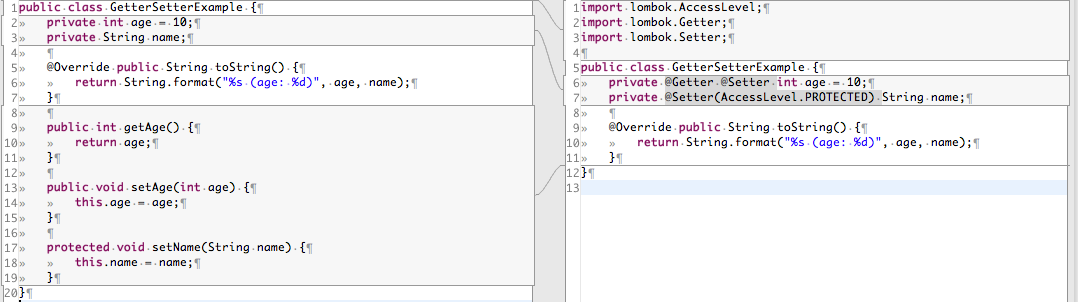 1 public class GetterSetterExample {
2     private int age = 10;
3     private String name;
4
5     @Override public String toString() {
6         return String.format("%s (age: %d)", age, name);
7     }
8
9     public int getAge() {
10         return age;
11     }
12
13     public void setAge(int age) {
14         this.age = age;
15     }
16
17     protected void setName(String name) {
18         this.name = name;
19     }
20 }
1 import lombok.AccessLevel;
2 import lombok.Getter;
3 import lombok.Setter;
4
5 public class GetterSetterExample {
6     private @Getter @Setter int age = 10;
7     private @Setter(AccessLevel.PROTECTED) String name;
8
9     @Override public String toString() {
10         return String.format("%s (age: %d)", age, name);
11     }
12 }
13